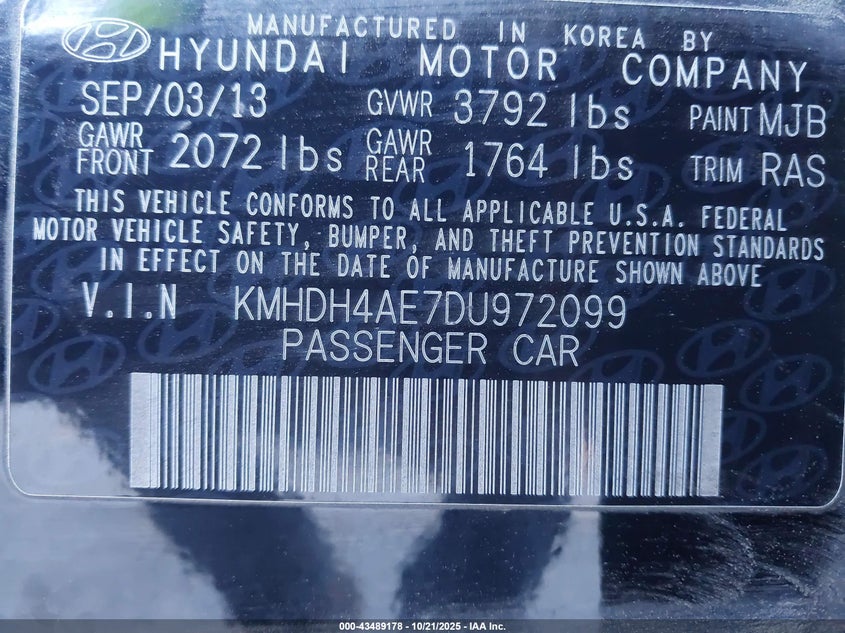 MANUFACTURED IN KOREA BY
HYUNDAI MOTOR COMPANY
SEP/03/13 GVWR 3792 lbs PAINT MJB
GAWR FRONT 2072 lbs GAWR REAR 1764 lbs TRIM RAS
THIS VEHICLE CONFORMS TO ALL APPLICABLE U.S.A. FEDERAL
MOTOR VEHICLE SAFETY, BUMPER, AND THEFT PREVENTION STANDARDS
IN EFFECT ON THE DATE OF MANUFACTURE SHOWN ABOVE
V.I.N KMHDH4AE7DU972099
PASSENGER CAR
000-43489178 - 10/21/2025 - IAA Inc.